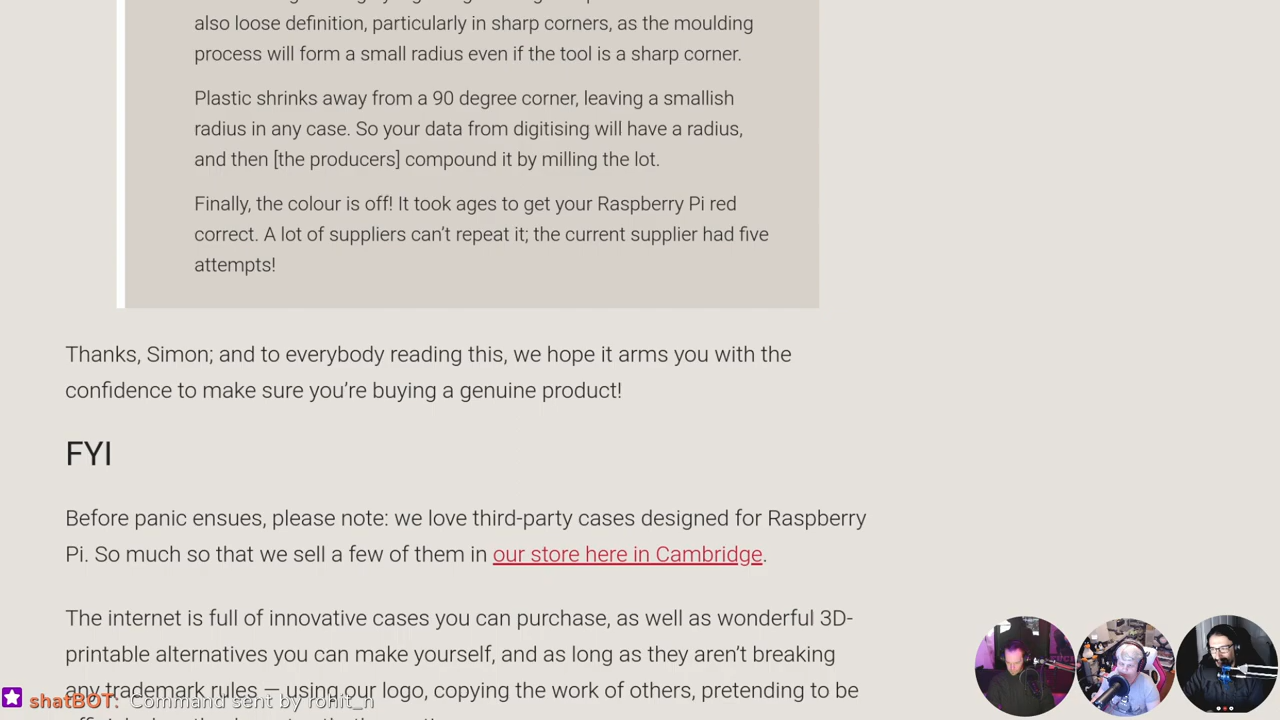 also loose definition, particularly in sharp corners, as the moulding
process will form a small radius even if the tool is a sharp corner.
Plastic shrinks away from a 90 degree corner, leaving a smallish
radius in any case. So your data from digitising will have a radius,
and then [the producers] compound it by milling the lot.
Finally, the colour is off! It took ages to get your Raspberry Pi red
correct. A lot of suppliers can’t repeat it; the current supplier had five
attempts!
Thanks, Simon; and to everybody reading this, we hope it arms you with the
confidence to make sure you’re buying a genuine product!
FYI
Before panic ensues, please note: we love third-party cases designed for Raspberry
Pi. So much so that we sell a few of them in our store here in Cambridge.
The internet is full of innovative cases you can purchase, as well as wonderful 3D-
printable alternatives you can make yourself, and as long as they aren’t breaking
any trademark rules — using our logo, copying the work of others, pretending to be
shatBOT: Command sent by rohit_n